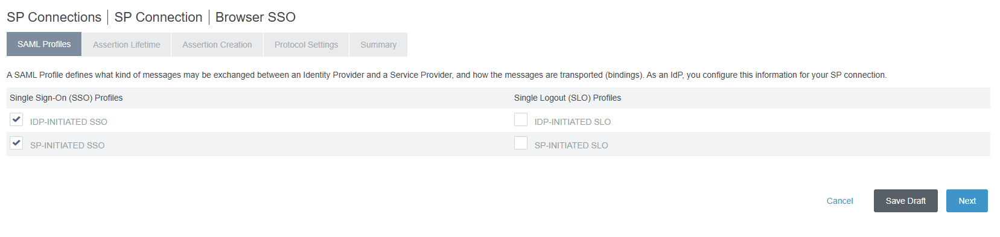 SP Connections | SP Connection | Browser SSO
SAML Profiles Assertion Lifetime Assertion Creation Protocol Settings Summary
A SAML Profile defines what kind of messages may be exchanged between an Identity Provider and a Service Provider, and how the messages are transported (bindings). As an IdP, you configure this information for your SP connection.
Single Sign-On (SSO) Profiles Single Logout (SLO) Profiles
IDP-INITIATED SSO IDP-INITIATED SLO
SP-INITIATED SSO SP-INITIATED SLO
Cancel Save Draft Next